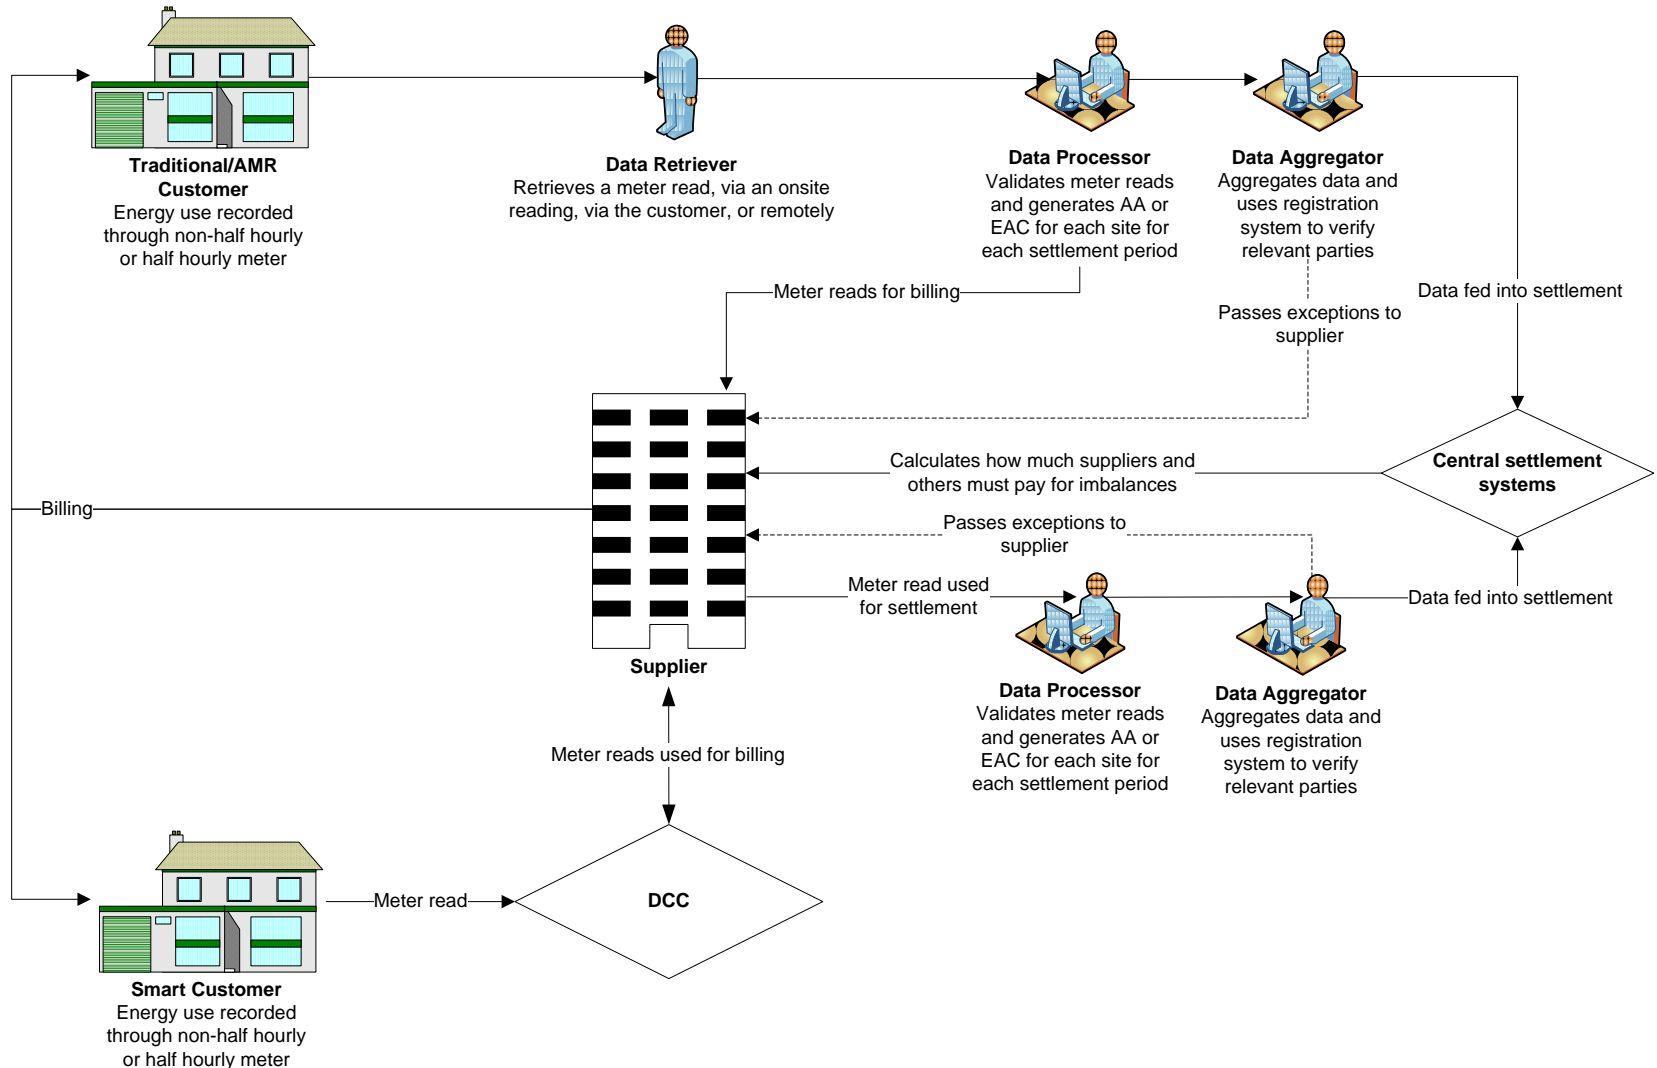 Traditional/AMR
Customer
Energy use recorded
through non-half hourly
or half hourly meter
Data Retriever
Retrieves a meter read, via an onsite
reading, via the customer, or remotely
Data Processor
Validates meter reads
and generates AA or
EAC for each site for
each settlement period
Data Aggregator
Aggregates data and
uses registration
system to verify
relevant parties
Meter reads for billing
Passes exceptions to
supplier
Data fed into settlement
Calculates how much suppliers and
others must pay for imbalances
Central settlement
systems
Billing
Passes exceptions to
supplier
Meter read used
for settlement
Data fed into settlement
Supplier
Data Processor
Validates meter reads
and generates AA or
EAC for each site for
each settlement period
Data Aggregator
Aggregates data and
uses registration
system to verify
relevant parties
Meter reads used for billing
Meter read
DCC
Smart Customer
Energy use recorded
through non-half hourly
or half hourly meter